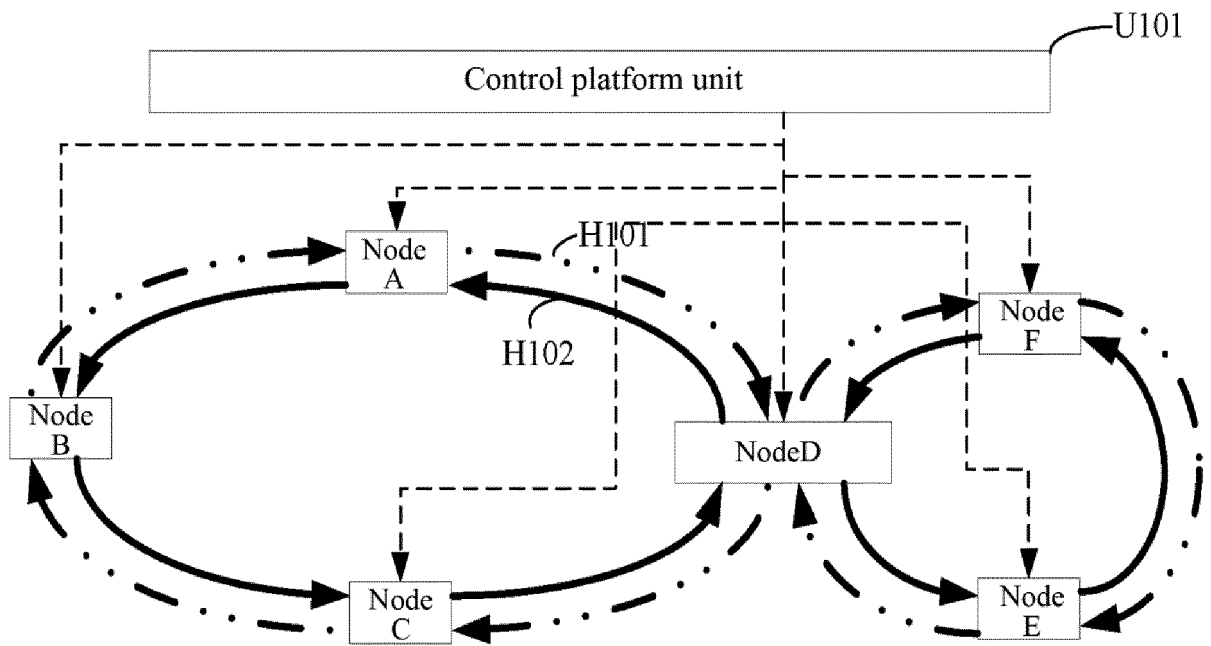 U101
Control platform unit
H101
Node
A
H102
Node
F
Node
B
NodeD
Node
C
Node
E